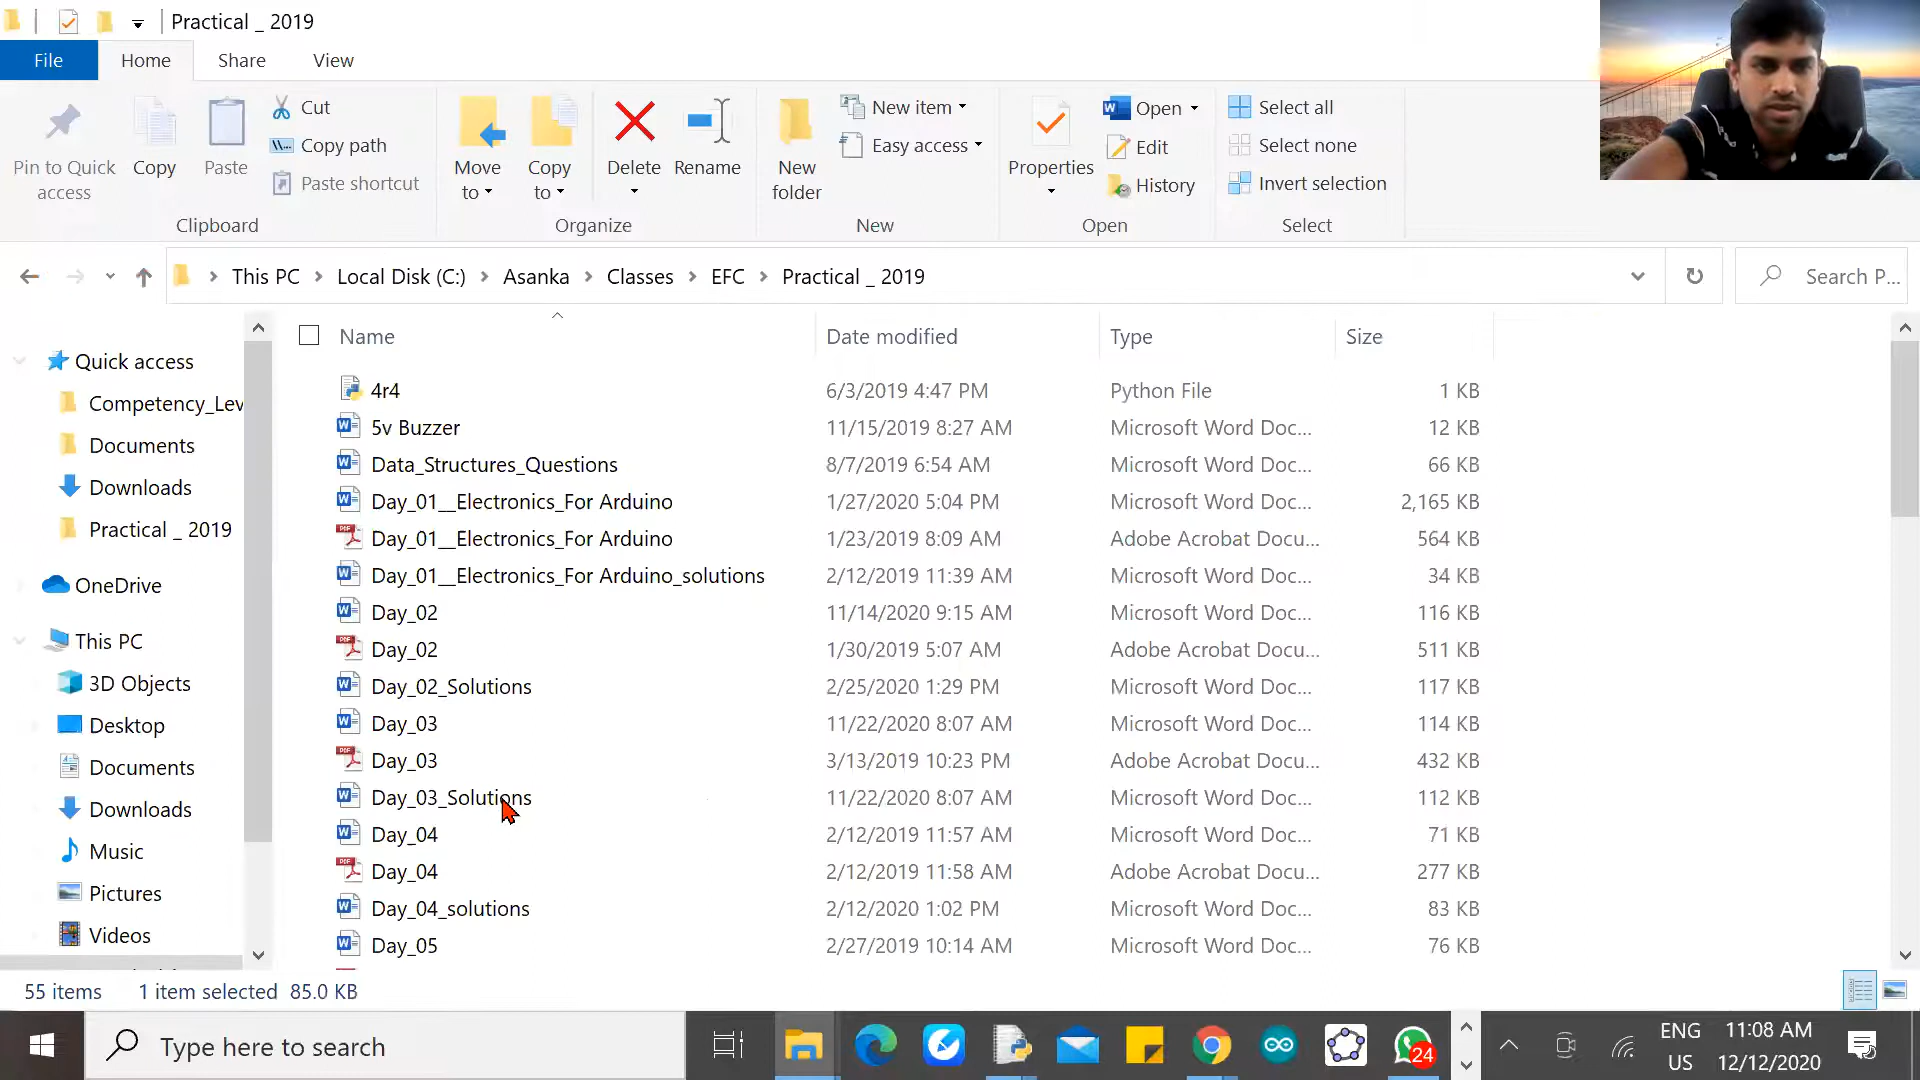 Practical _ 2019
File Home Share View
Pin to Quick access
Copy
Paste
Cut
Copy path
Paste shortcut
Clipboard
Move to
Copy to
Delete
Rename
Organize
New folder
New item
Easy access
New
Properties
Open
Edit
History
Open
Select all
Select none
Invert selection
Select
This PC Local Disk (C:) Asanka Classes EFC Practical _ 2019
Search P...
Quick access
Competency_Lev
Documents
Downloads
Practical _ 2019
OneDrive
This PC
3D Objects
Desktop
Documents
Downloads
Music
Pictures
Videos
Name Date modified Type Size
4r4 6/3/2019 4:47 PM Python File 1 KB
5v Buzzer 11/15/2019 8:27 AM Microsoft Word Doc... 12 KB
Data_Structures_Questions 8/7/2019 6:54 AM Microsoft Word Doc... 66 KB
Day_01__Electronics_For Arduino 1/27/2020 5:04 PM Microsoft Word Doc... 2,165 KB
Day_01__Electronics_For Arduino 1/23/2019 8:09 AM Adobe Acrobat Docu... 564 KB
Day_01__Electronics_For Arduino_solutions 2/12/2019 11:39 AM Microsoft Word Doc... 34 KB
Day_02 11/14/2020 9:15 AM Microsoft Word Doc... 116 KB
Day_02 1/30/2019 5:07 AM Adobe Acrobat Docu... 511 KB
Day_02_Solutions 2/25/2020 1:29 PM Microsoft Word Doc... 117 KB
Day_03 11/22/2020 8:07 AM Microsoft Word Doc... 114 KB
Day_03 3/13/2019 10:23 PM Adobe Acrobat Docu... 432 KB
Day_03_Solutions 11/22/2020 8:07 AM Microsoft Word Doc... 112 KB
Day_04 2/12/2019 11:57 AM Microsoft Word Doc... 71 KB
Day_04 2/12/2019 11:58 AM Adobe Acrobat Docu... 277 KB
Day_04_solutions 2/12/2020 1:02 PM Microsoft Word Doc... 83 KB
Day_05 2/27/2019 10:14 AM Microsoft Word Doc... 76 KB
55 items 1 item selected 85.0 KB
Type here to search
24
ENG 11:08 AM
US 12/12/2020